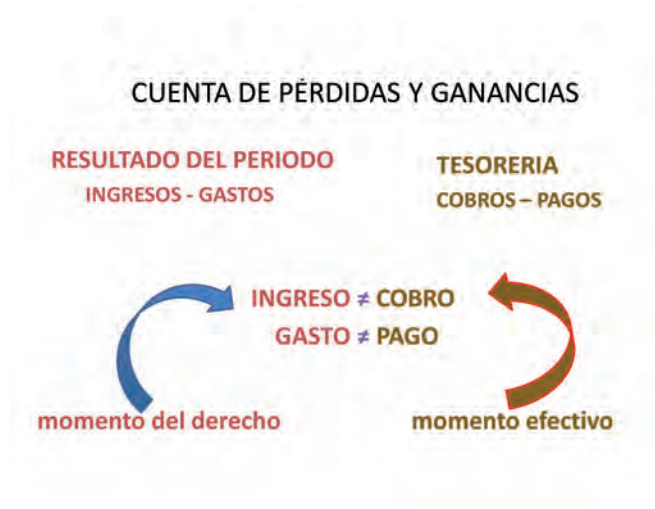 CUENTA DE PÉRDIDAS Y GANANCIAS
RESULTADO DEL PERIODO
INGRESOS - GASTOS
TESORERIA
COBROS – PAGOS
INGRESO ≠ COBRO
GASTO ≠ PAGO
momento del derecho
momento efectivo